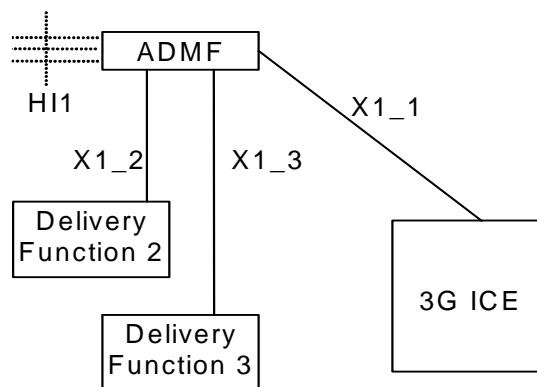 ADMF
HI1
X1_1
X1_2
X1_3
Delivery
Function 2
3G ICE
Delivery
Function 3